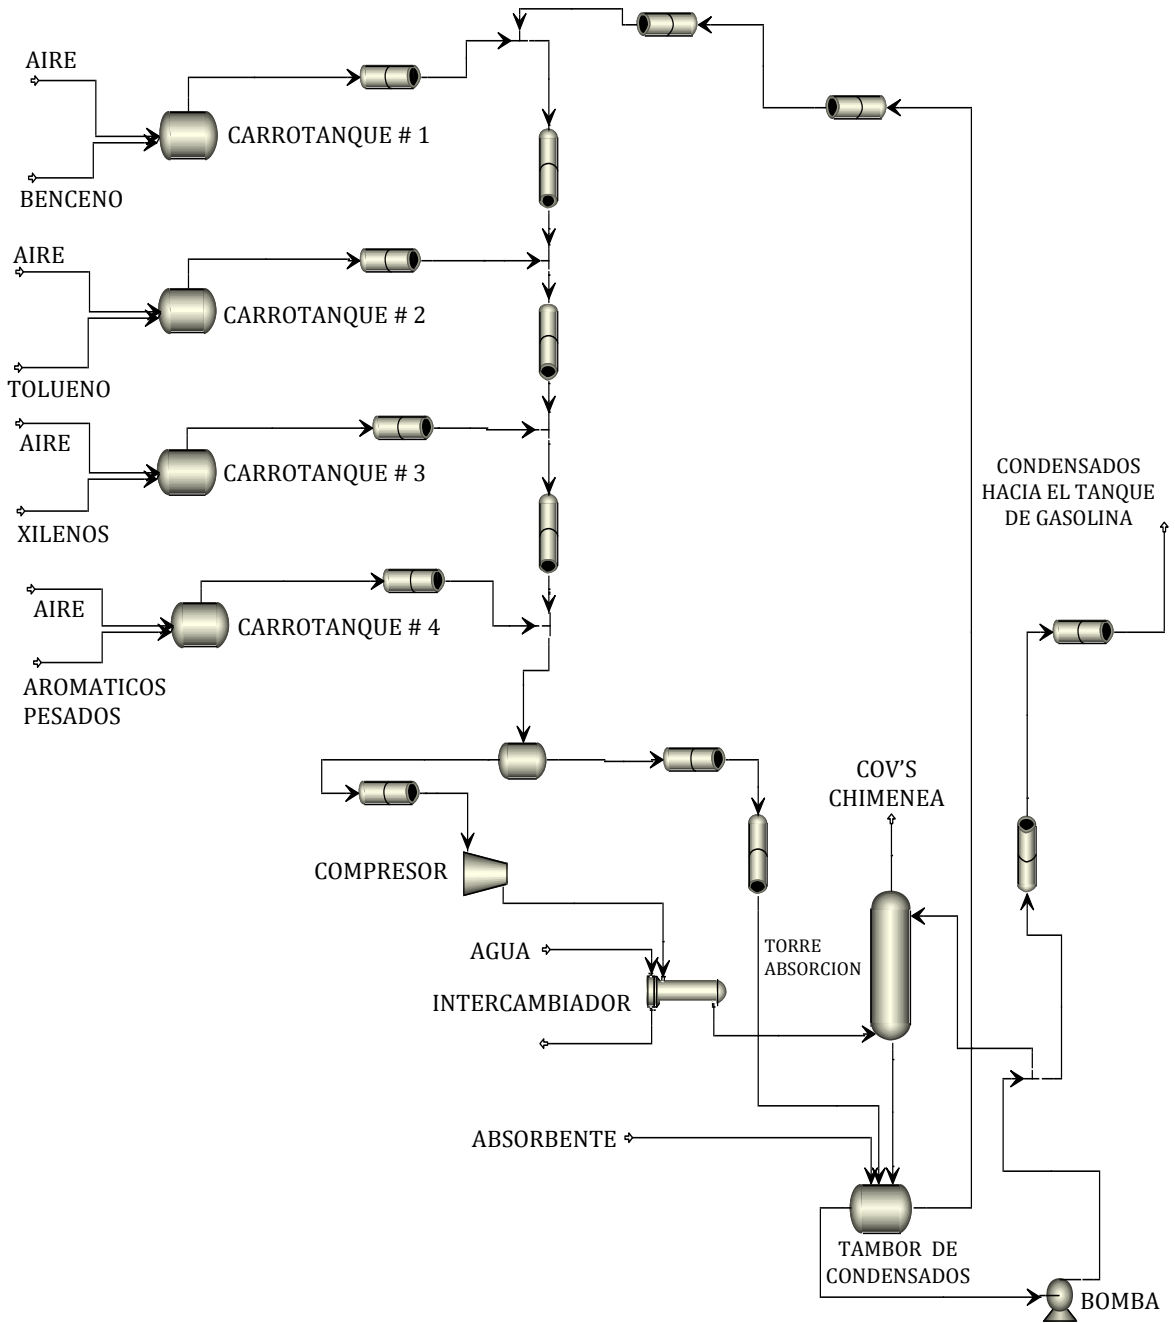 AIRE
CARROTANQUE # 1
BENCENO
AIRE
CARROTANQUE # 2
TOLUENO
AIRE
CARROTANQUE # 3
XILENOS
AIRE
CARROTANQUE # 4
AROMATICOS
PESADOS
CONDENSADOS
HACIA EL TANQUE
DE GASOLINA
COV'S
CHIMENEA
COMPRESOR
AGUA
TORRE
ABSORCION
INTERCAMBIADOR
ABSORBENTE
TAMBOR DE
CONDENSADOS
BOMBA